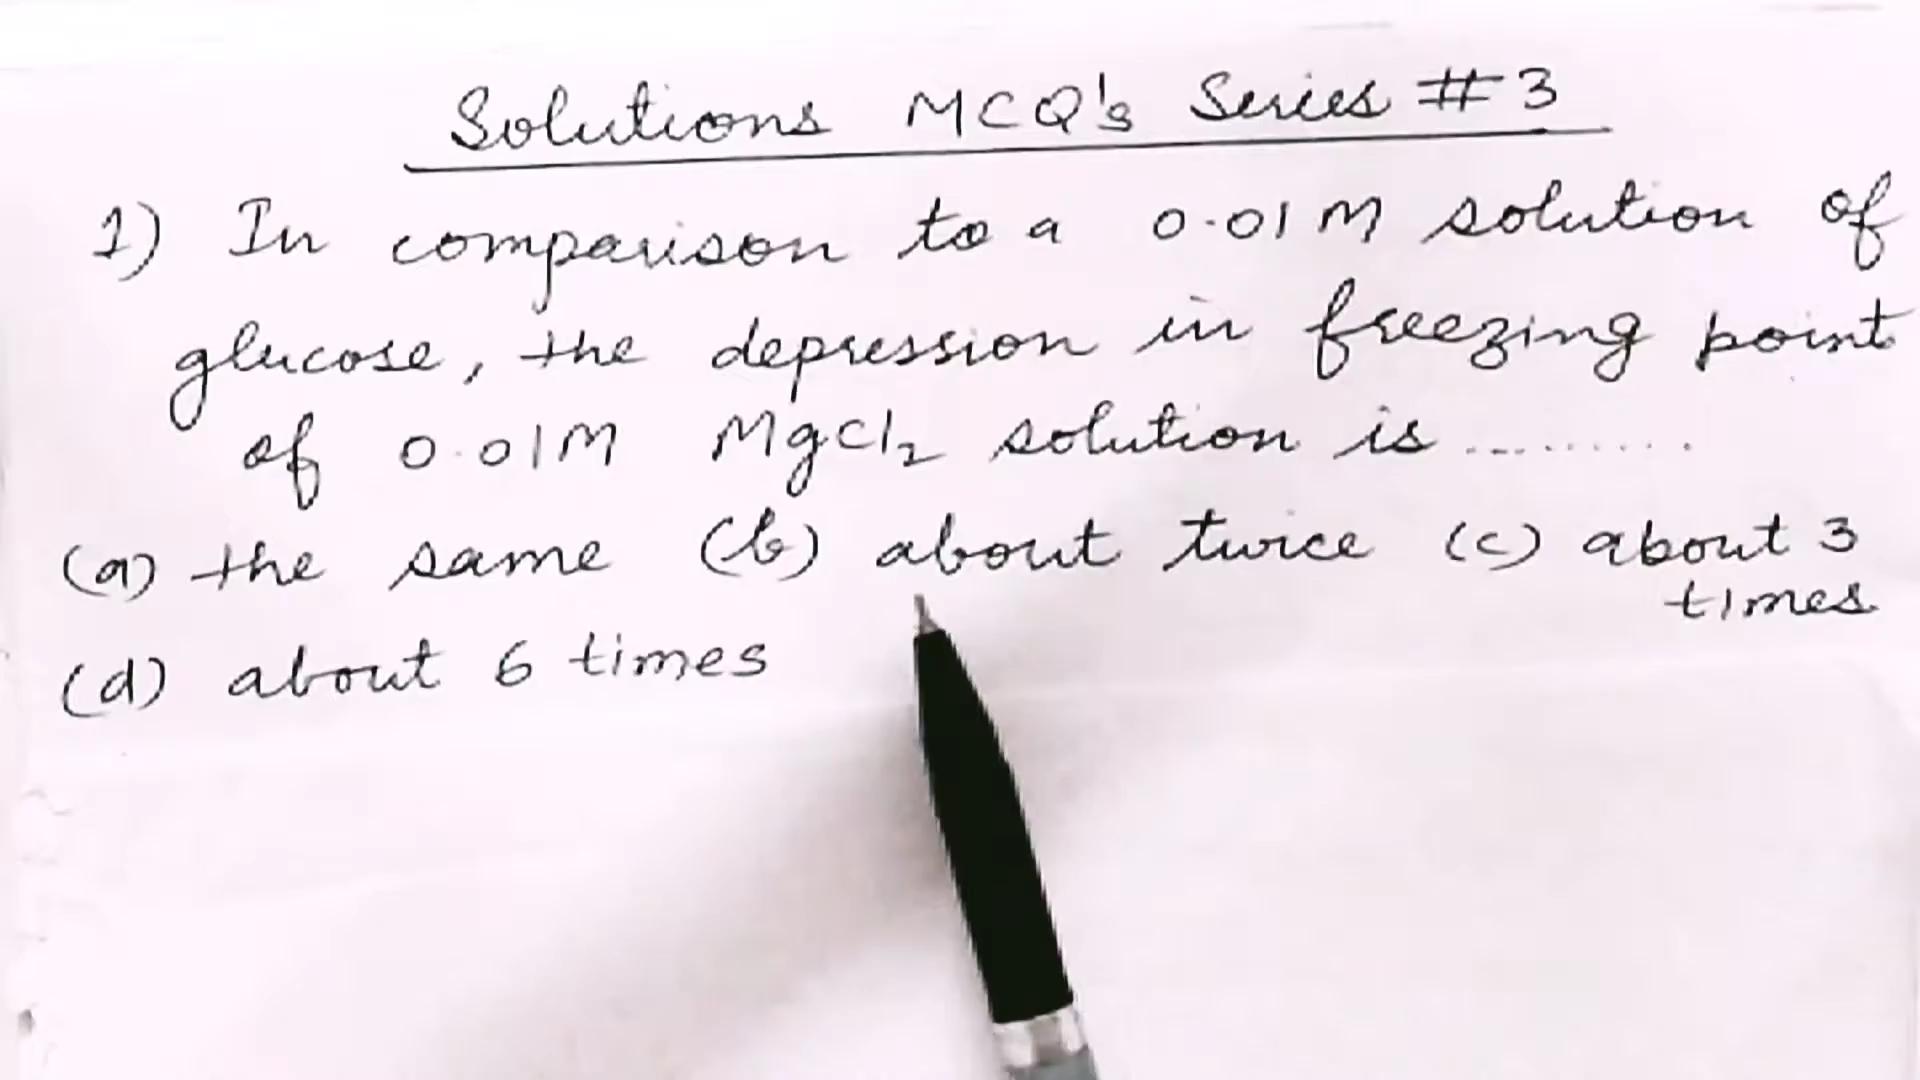 Solutions MCQ's Series #3
1) In comparison to a 0.01M solution of
glucose, the depression in freezing point
of 0.01M MgCl₂ solution is ..........
(a) the same (b) about twice (c) about 3
times
(d) about 6 times